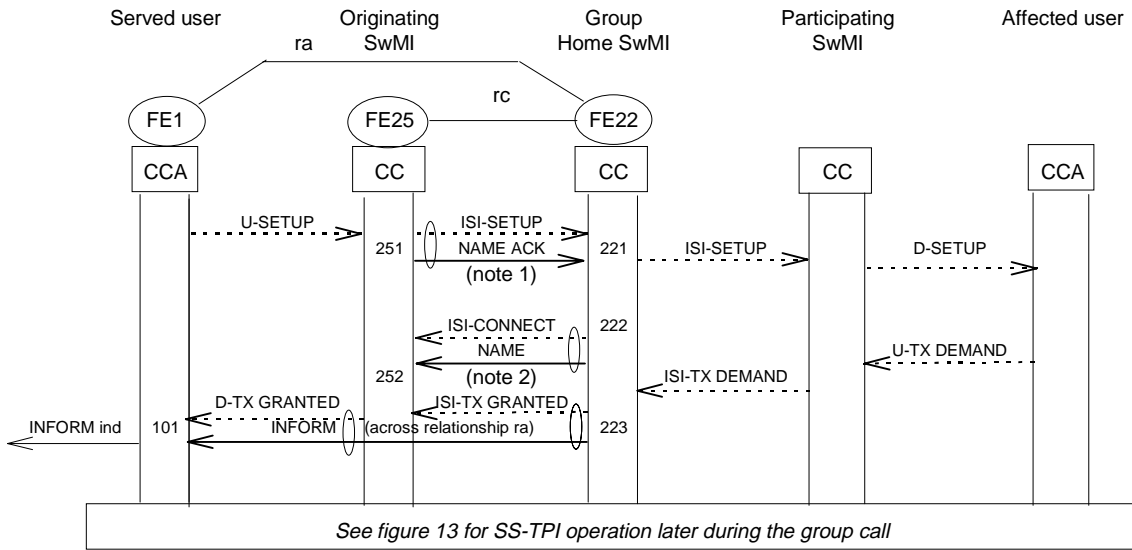 Served user
Originating
SwMI
Group
Home SwMI
Participating
SwMI
Affected user
ra
rc
FE1
FE25
FE22
CCA
CC
CC
CC
CCA
U-SETUP
ISI-SETUP
251
NAME ACK
221
ISI-SETUP
D-SETUP
(note 1)
ISI-CONNECT
222
NAME
U-TX DEMAND
252
(note 2)
ISI-TX DEMAND
D-TX GRANTED
ISI-TX GRANTED
INFORM ind
101
INFORM
(across relationship ra)
223
See figure 13 for SS-TPI operation later during the group call